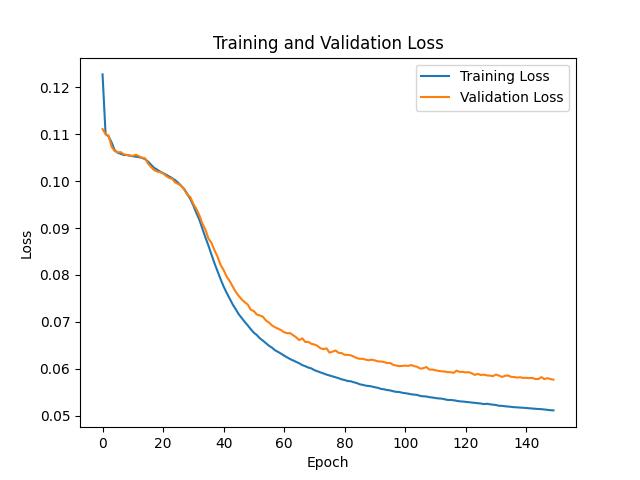 Training and Validation Loss
Training Loss
Validation Loss
Loss
0.12
0.11
0.10
0.09
0.08
0.07
0.06
0.05
0 20 40 60 80 100 120 140
Epoch